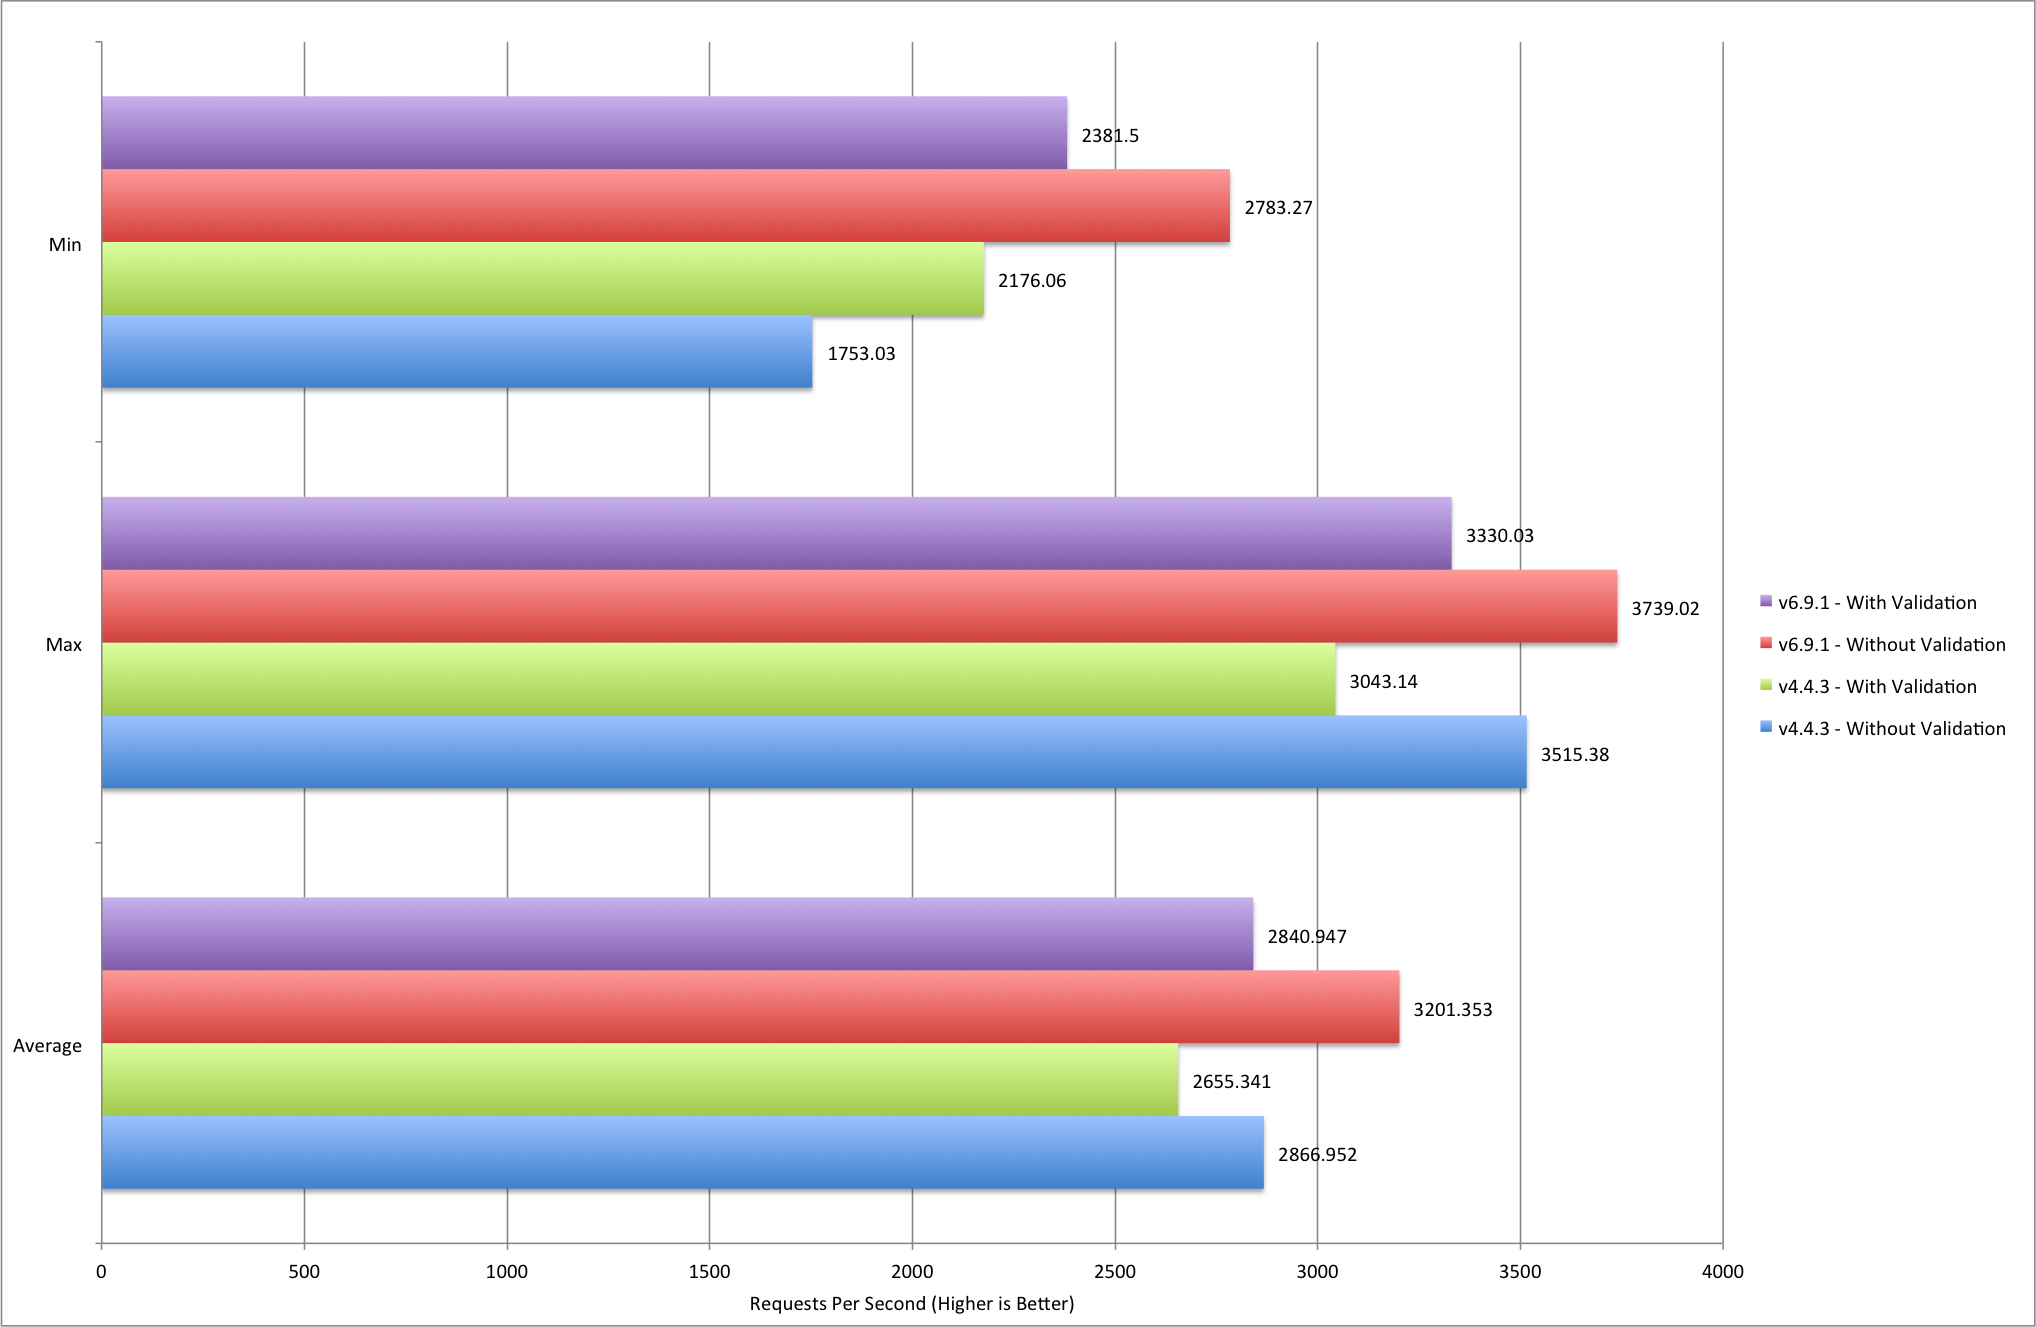 Min
2381.5
2783.27
2176.06
1753.03
Max
3330.03
3739.02
3043.14
3515.38
Average
2840.947
3201.353
2655.341
2866.952
0 500 1000 1500 2000 2500 3000 3500 4000
Requests Per Second (Higher is Better)
v6.9.1 - With Validation
v6.9.1 - Without Validation
v4.4.3 - With Validation
v4.4.3 - Without Validation